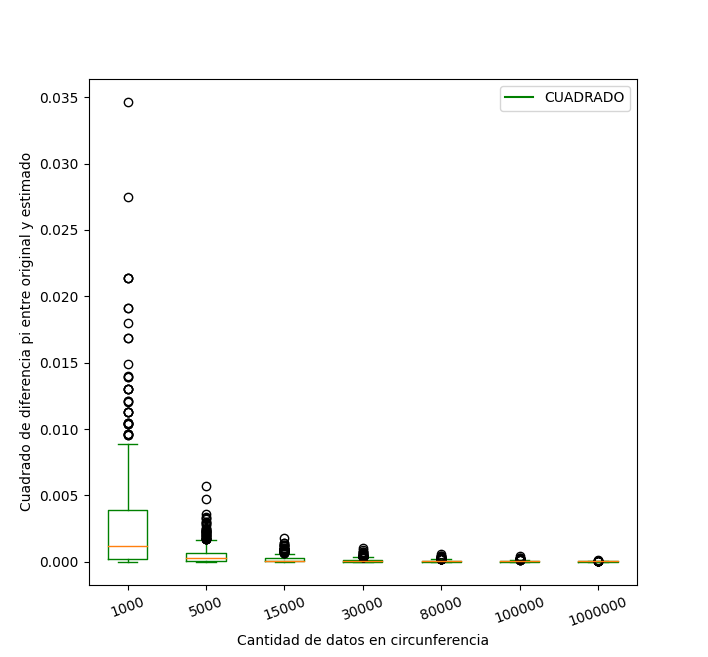 CUADRADO
Cuadrado de diferencia pi entre original y estimado
0.035
0.030
0.025
0.020
0.015
0.010
0.005
0.000
1000 5000 15000 30000 80000 100000 1000000
Cantidad de datos en circunferencia